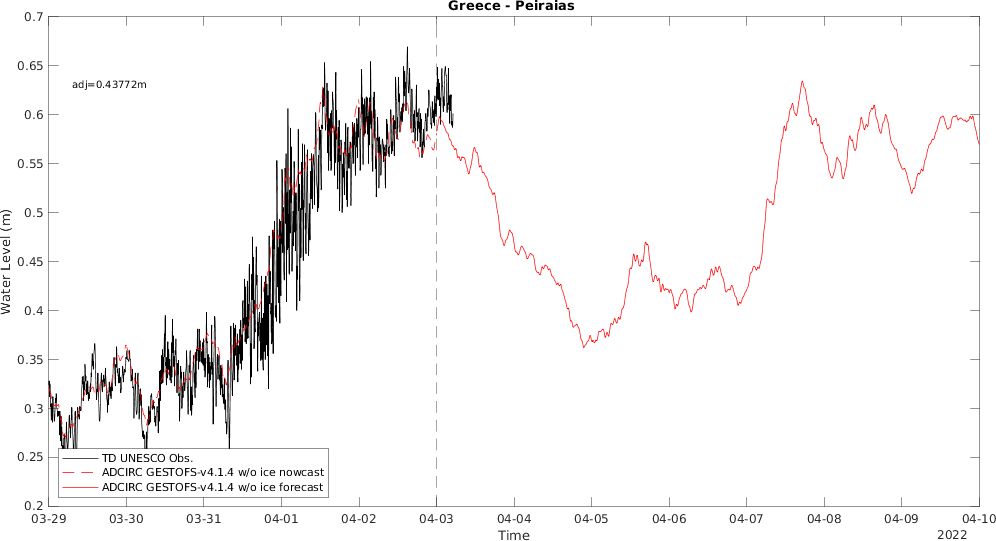 Greece - Peiraias
0.7
0.65
0.6
0.55
0.5
0.45
0.4
0.35
0.3
0.25
0.2
Water Level (m)
adj=0.43772m
TD UNESCO Obs.
ADCIRC GESTOFS-v4.1.4 w/o ice nowcast
ADCIRC GESTOFS-v4.1.4 w/o ice forecast
03-29 03-30 03-31 04-01 04-02 04-03 04-04 04-05 04-06 04-07 04-08 04-09 04-10
Time
2022